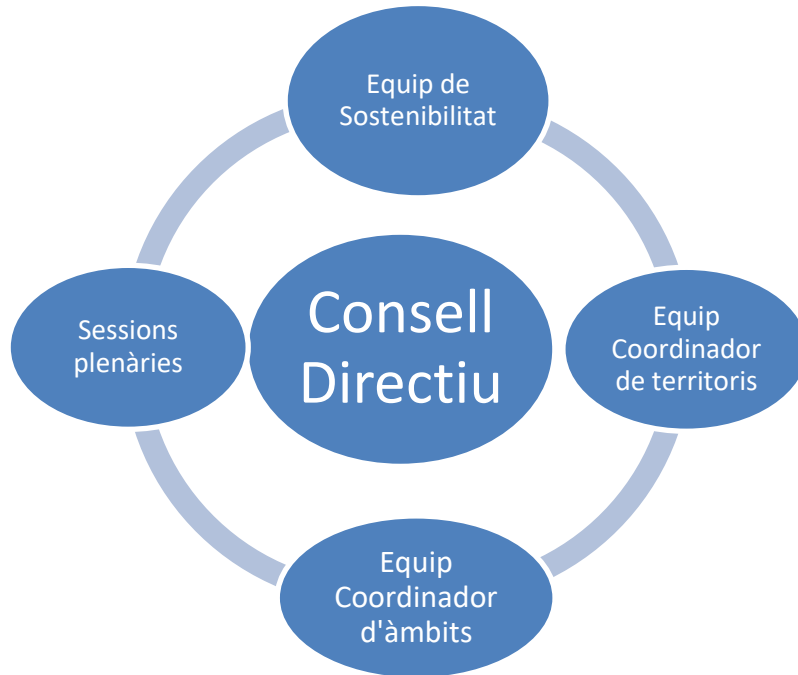 Equip de
Sostenibilitat
Sessions
plenàries
Consell
Directiu
Equip
Coordinador
de territoris
Equip
Coordinador
d'àmbits